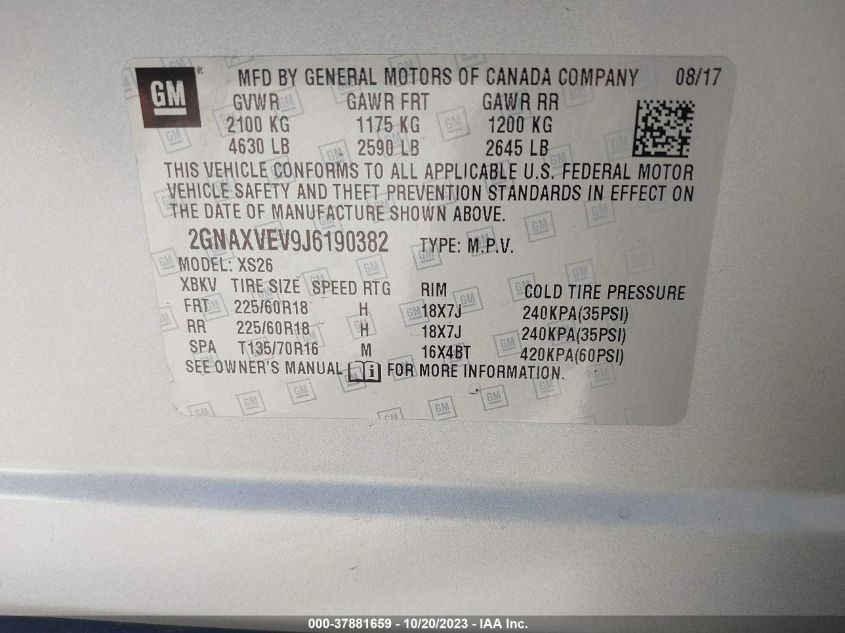 GM ® MFD BY GENERAL MOTORS OF CANADA COMPANY 08/17
GVWR GAWR FRT GAWR RR
2100 KG 1175 KG 1200 KG
4630 LB 2590 LB 2645 LB
THIS VEHICLE CONFORMS TO ALL APPLICABLE U.S. FEDERAL MOTOR
VEHICLE SAFETY AND THEFT PREVENTION STANDARDS IN EFFECT ON
THE DATE OF MANUFACTURE SHOWN ABOVE.
2GNAXVEV9J6190382 TYPE: M.P.V.
MODEL: XS26
XBKV TIRE SIZE SPEED RTG RIM COLD TIRE PRESSURE
FRT 225/60R18 H 18X7J 240KPA(35PSI)
RR 225/60R18 H 18X7J 240KPA(35PSI)
SPA T135/70R16 M 16X4BT 420KPA(60PSI)
SEE OWNER'S MANUAL i FOR MORE INFORMATION.
000-37881659 - 10/20/2023 - IAA Inc.